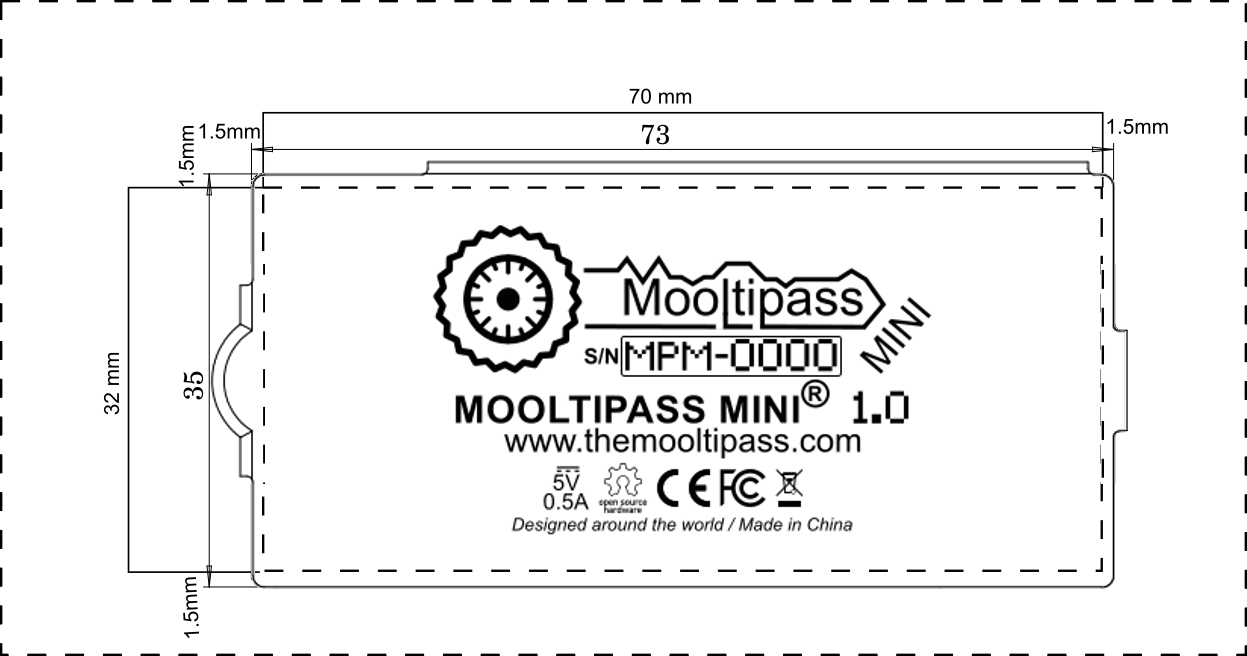 70 mm
1.5mm
73
1.5mm
1.5mm
Mooltipass
MINI
S/N MPM-0000
32 mm
35
MOOLTIPASS MINI® 1.0
www.themooltipass.com
5V
0.5A
open source
hardware
CE FC
Designed around the world / Made in China
1.5mm